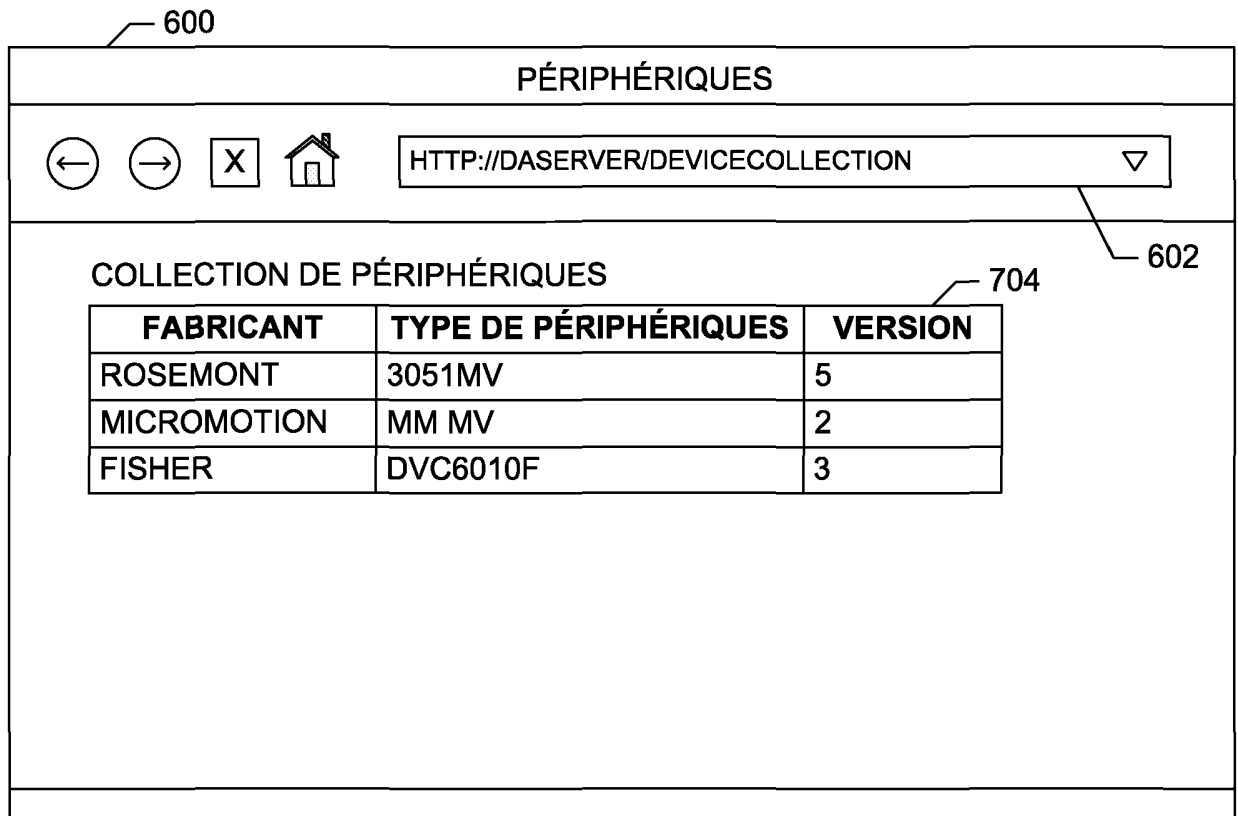 600
PÉRIPHÉRIQUES
X
HTTP://DASERVER/DEVICECOLLECTION
602
COLLECTION DE PÉRIPHÉRIQUES
704
FABRICANT TYPE DE PÉRIPHÉRIQUES VERSION
ROSEMONT 3051MV 5
MICROMOTION MM MV 2
FISHER DVC6010F 3